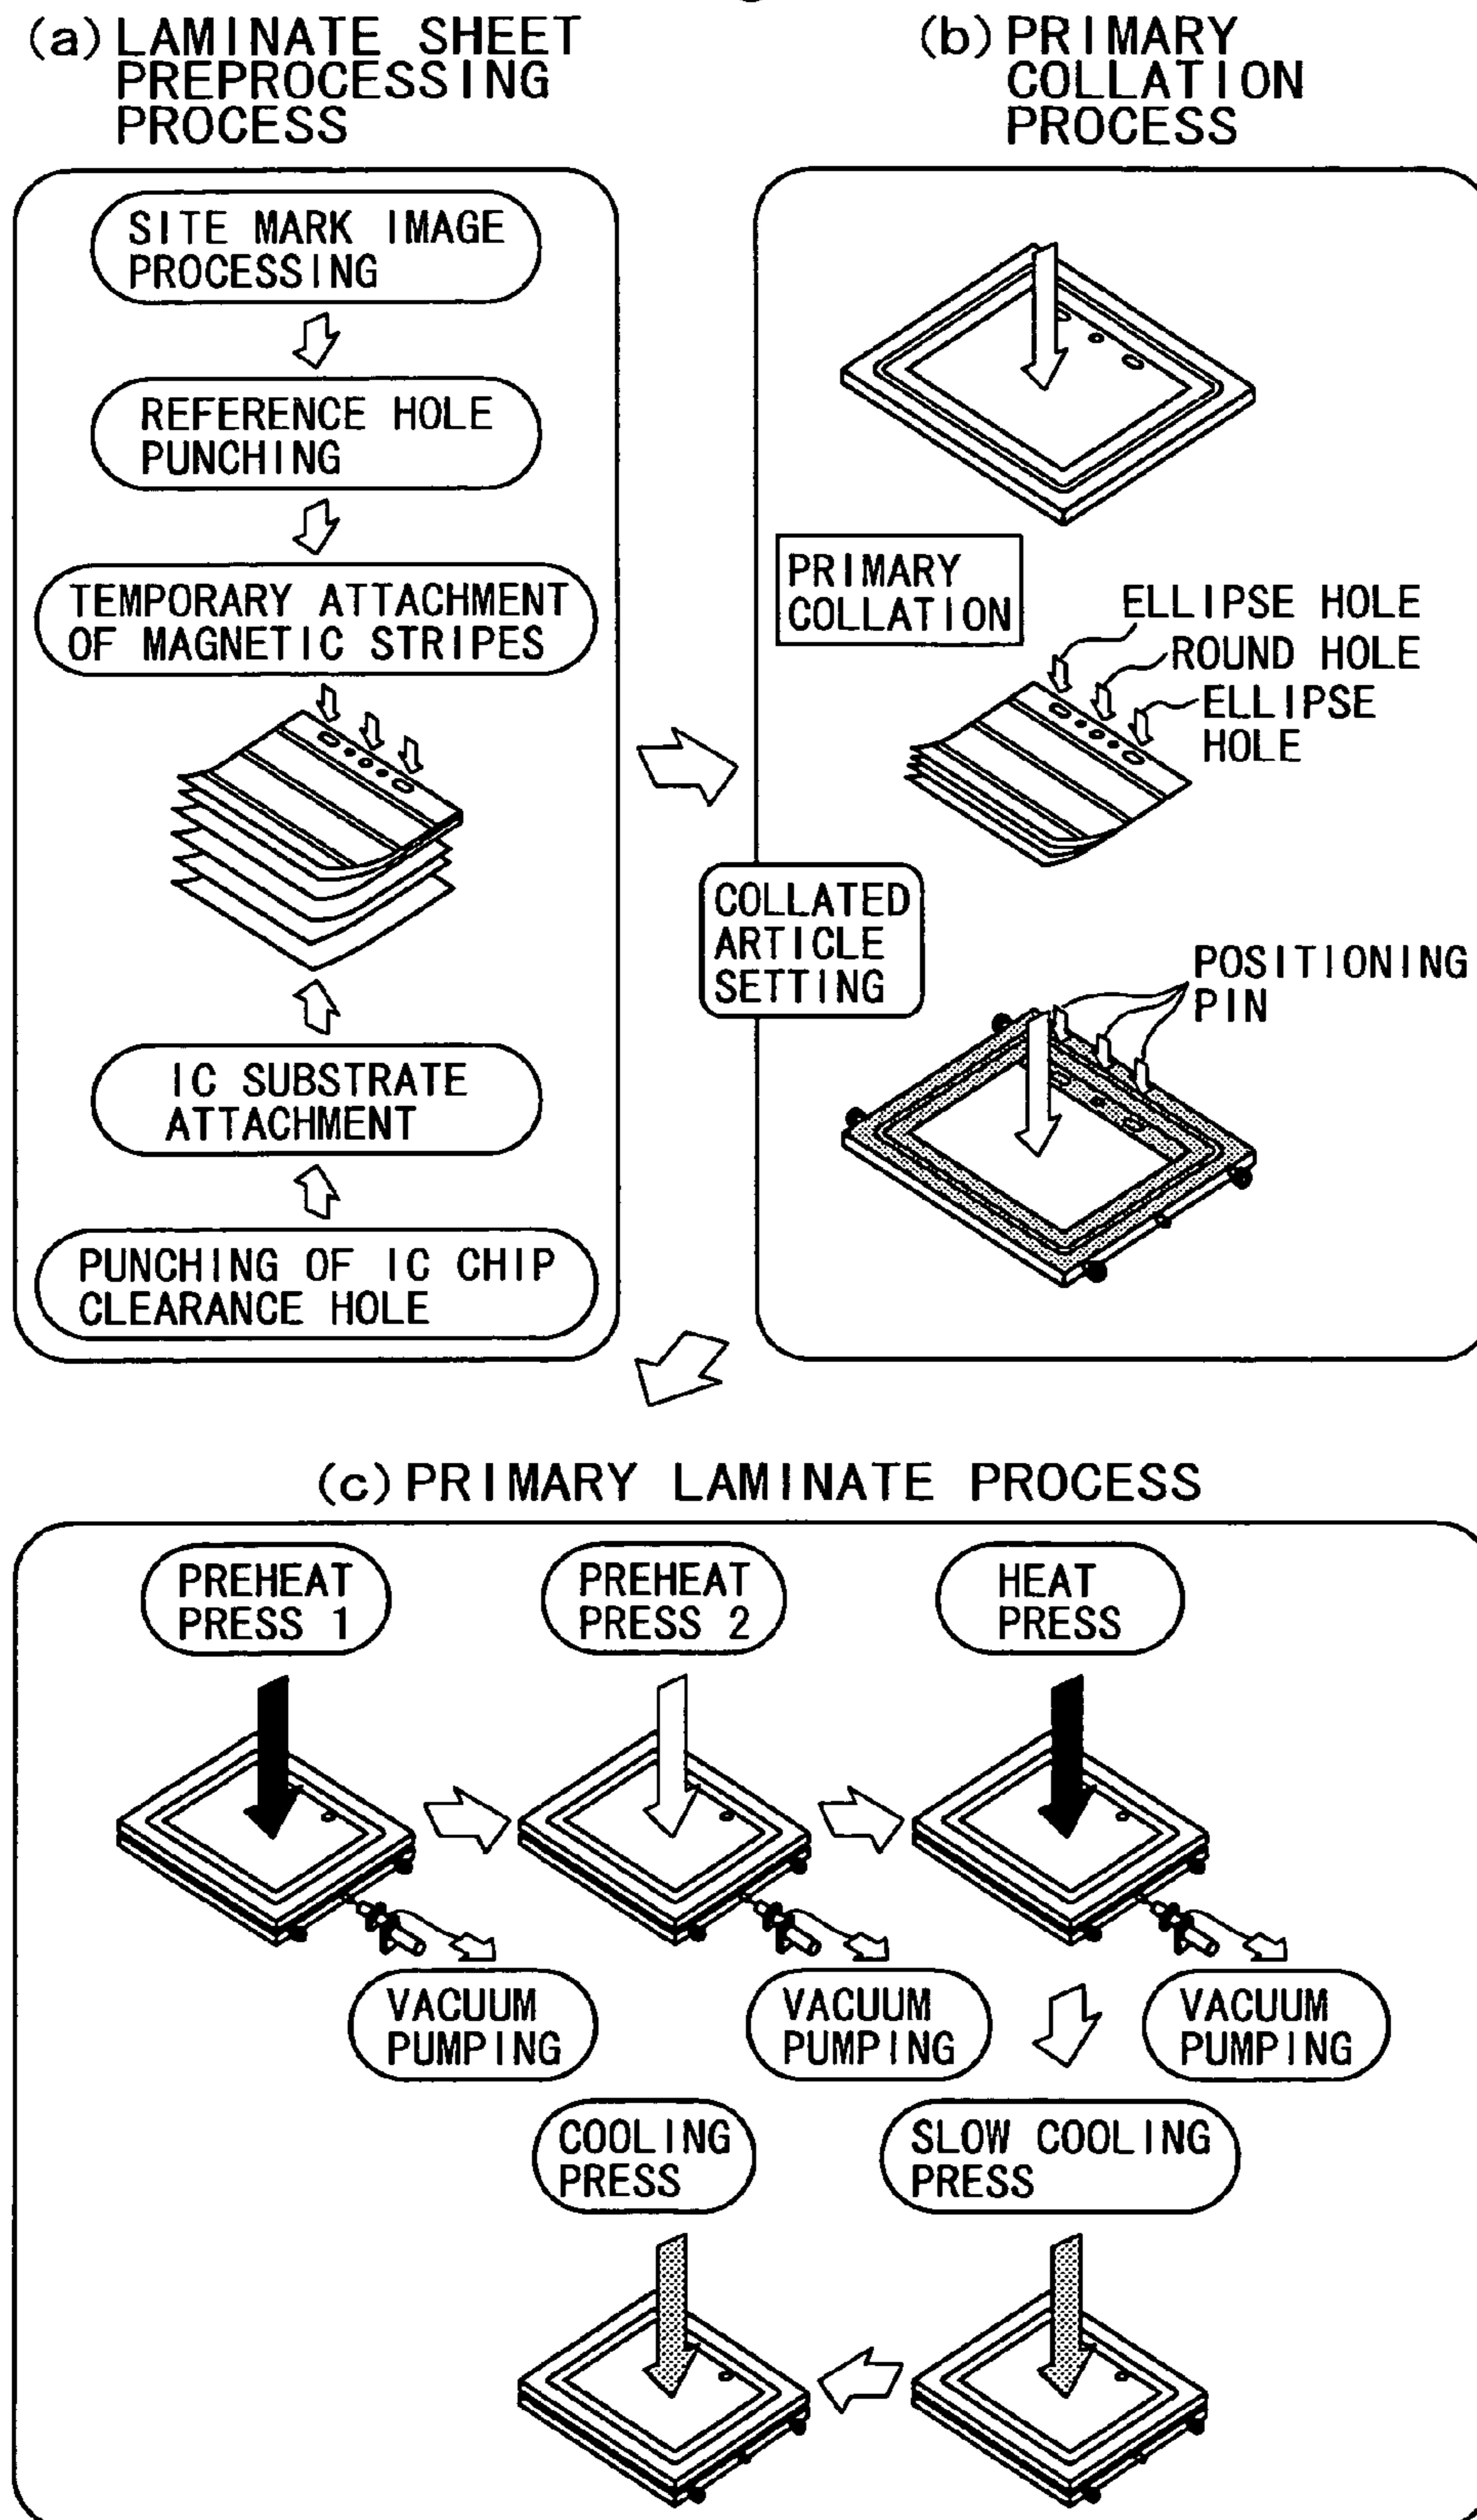 (a) LAMINATE SHEET
PREPROCESSING
PROCESS
SITE MARK IMAGE
PROCESSING
REFERENCE HOLE
PUNCHING
TEMPORARY ATTACHMENT
OF MAGNETIC STRIPES
IC SUBSTRATE
ATTACHMENT
PUNCHING OF IC CHIP
CLEARANCE HOLE
(b) PRIMARY
COLLATION
PROCESS
PRIMARY
COLLATION
ELLIPSE HOLE
ROUND HOLE
ELLIPSE
HOLE
COLLATED
ARTICLE
SETTING
POSITIONING
PIN
(c) PRIMARY LAMINATE PROCESS
PREHEAT
PRESS 1
PREHEAT
PRESS 2
HEAT
PRESS
VACUUM
PUMPING
VACUUM
PUMPING
VACUUM
PUMPING
COOLING
PRESS
SLOW COOLING
PRESS